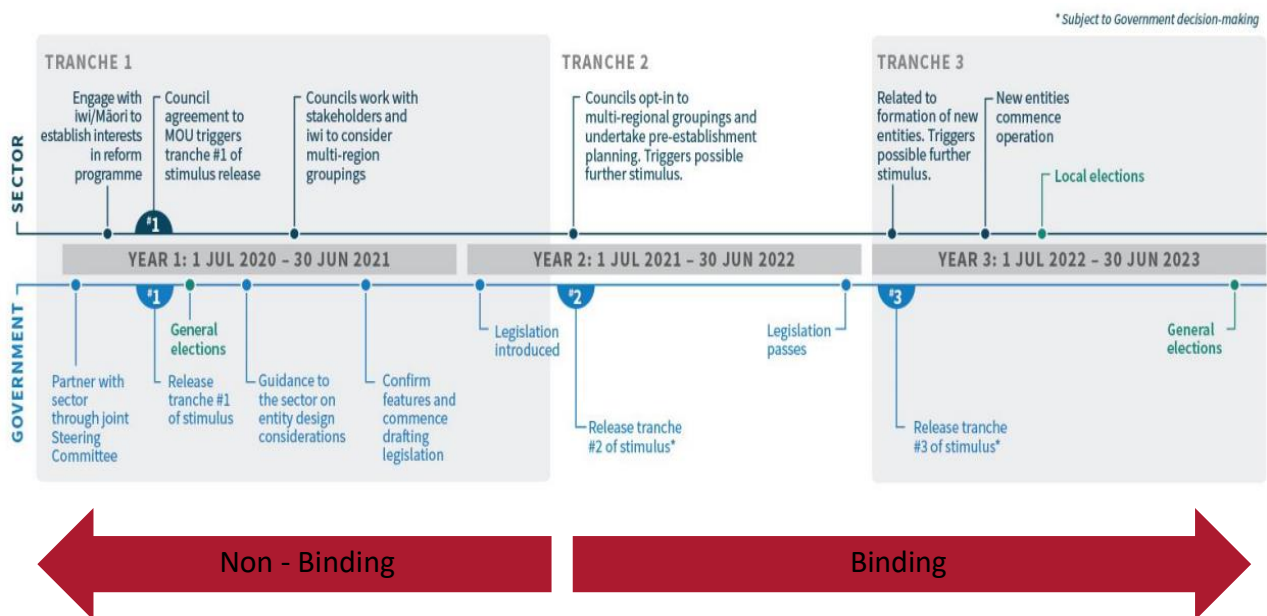 * Subject to Government decision-making
TRANCHE 1
TRANCHE 2
TRANCHE 3
SECTOR
Engage with
iwi/Māori to
establish interests
in reform
programme
Council
agreement to
MOU triggers
tranche #1 of
stimulus release
Councils work with
stakeholders and
iwi to consider
multi-region
groupings
Councils opt-in to
multi-regional groupings and
undertake pre-establishment
planning. Triggers possible
further stimulus.
Related to
formation of new
entities. Triggers
possible further
stimulus.
New entities
commence
operation
Local elections
#1
YEAR 1: 1 JUL 2020 – 30 JUN 2021
YEAR 2: 1 JUL 2021 – 30 JUN 2022
YEAR 3: 1 JUL 2022 – 30 JUN 2023
GOVERNMENT
#1
#2
#3
General
elections
Legislation
introduced
Legislation
passes
General
elections
Partner with
sector
through joint
Steering
Committee
Release
tranche #1
of stimulus
Guidance to
the sector on
entity design
considerations
Confirm
features and
commence
drafting
legislation
Release tranche
#2 of stimulus*
Release tranche
#3 of stimulus*
Non - Binding
Binding